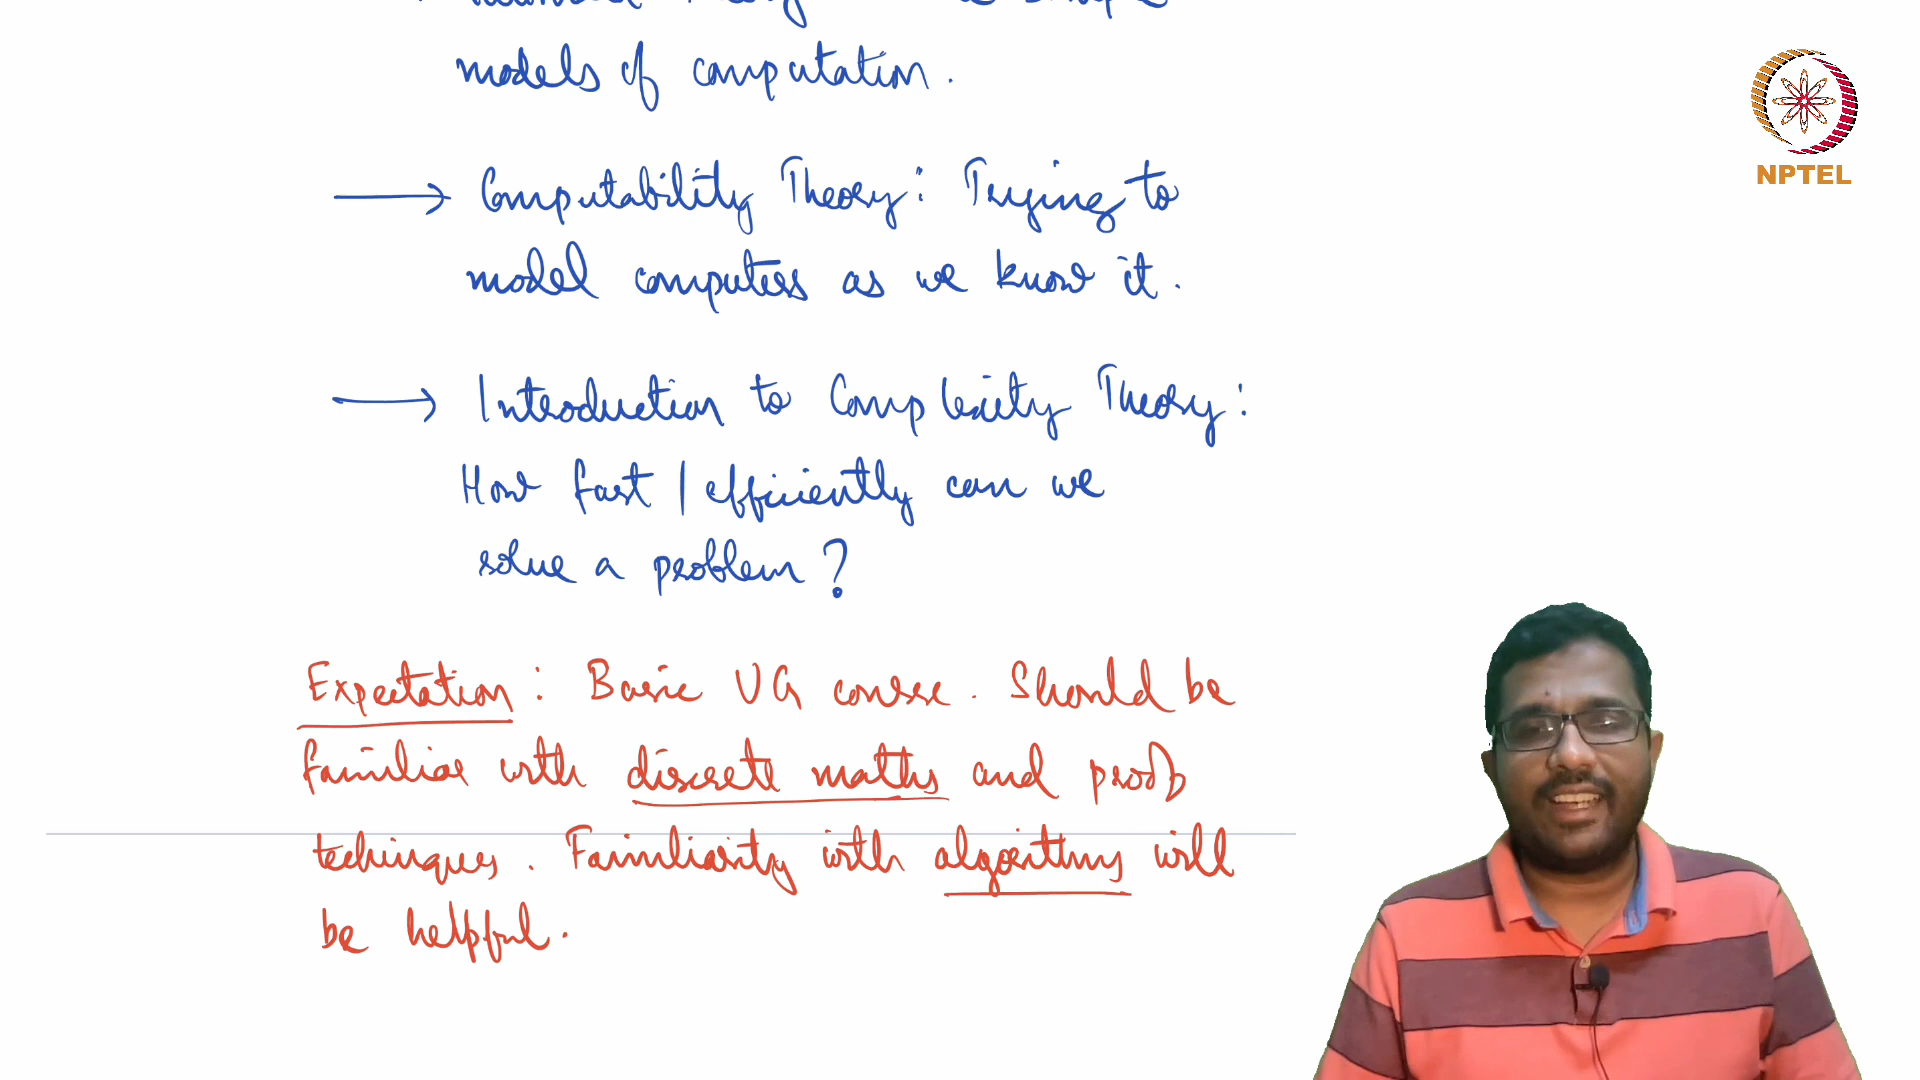 models of computation.
→ Computability Theory: Trying to
model computers as we know it.
→ Introduction to Complexity Theory:
How fast / efficiently can we
solve a problem?
Expectation: Basic UG course. Should be
familiar with discrete maths and proof
techniques. Familiarity with algorithms will
be helpful.
NPTEL